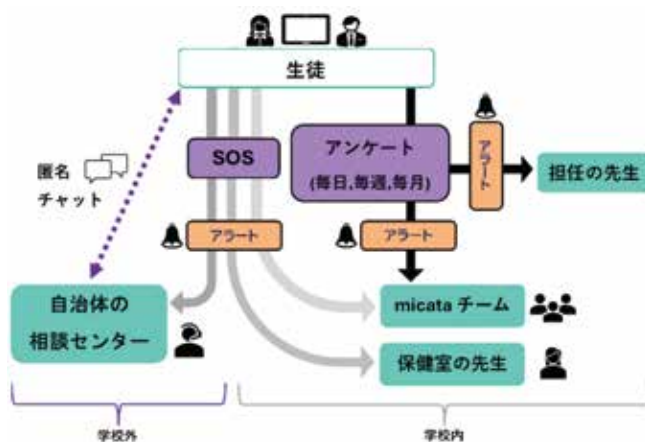 生徒
匿名
チャット
SOS
アンケート
(毎日,毎週,毎月)
アラート
担任の先生
アラート
アラート
自治体の
相談センター
micata チーム
保健室の先生
学校外
学校内